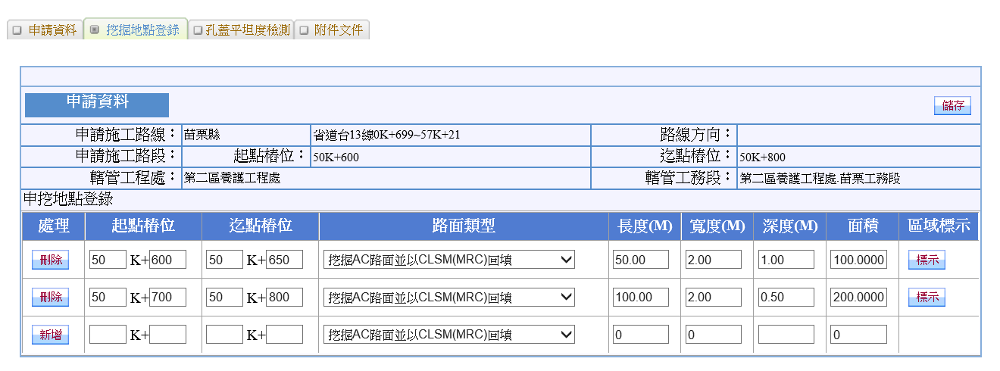 申請資料 挖掘地點登錄 孔蓋平坦度檢測 附件文件
申請資料
儲存
申請施工路線： 苗栗縣 省道台13線0K+699~57K+21 路線方向：
申請施工路段： 起點樁位： 50K+600 迄點樁位： 50K+800
轄管工程處： 第二區養護工程處 轄管工務段： 第二區養護工程處.苗栗工務段
申挖地點登錄
處理 起點樁位 迄點樁位 路面類型 長度(M) 寬度(M) 深度(M) 面積 區域標示
刪除 50 K+600 50 K+650 挖掘AC路面並以CLSM(MRC)回填 50.00 2.00 1.00 100.0000 標示
刪除 50 K+700 50 K+800 挖掘AC路面並以CLSM(MRC)回填 100.00 2.00 0.50 200.0000 標示
新增 K+ K+ 挖掘AC路面並以CLSM(MRC)回填 0 0 0